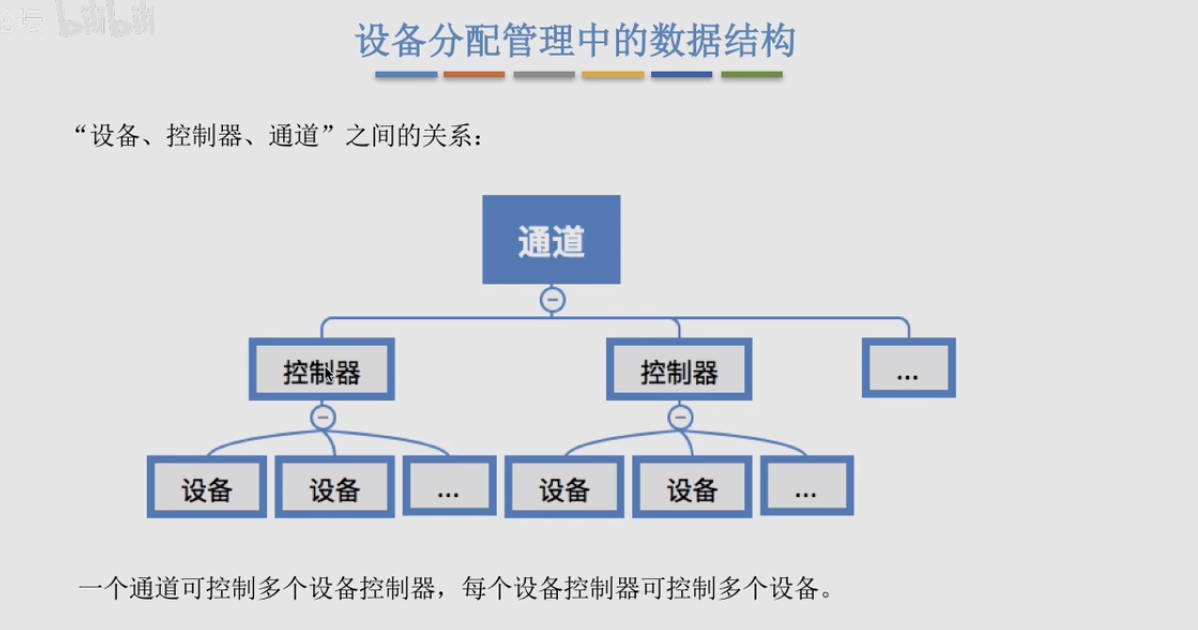 bilibili
设备分配管理中的数据结构
“设备、控制器、通道”之间的关系:
通道
控制器
控制器
...
设备
设备
...
设备
设备
...
一个通道可控制多个设备控制器，每个设备控制器可控制多个设备。